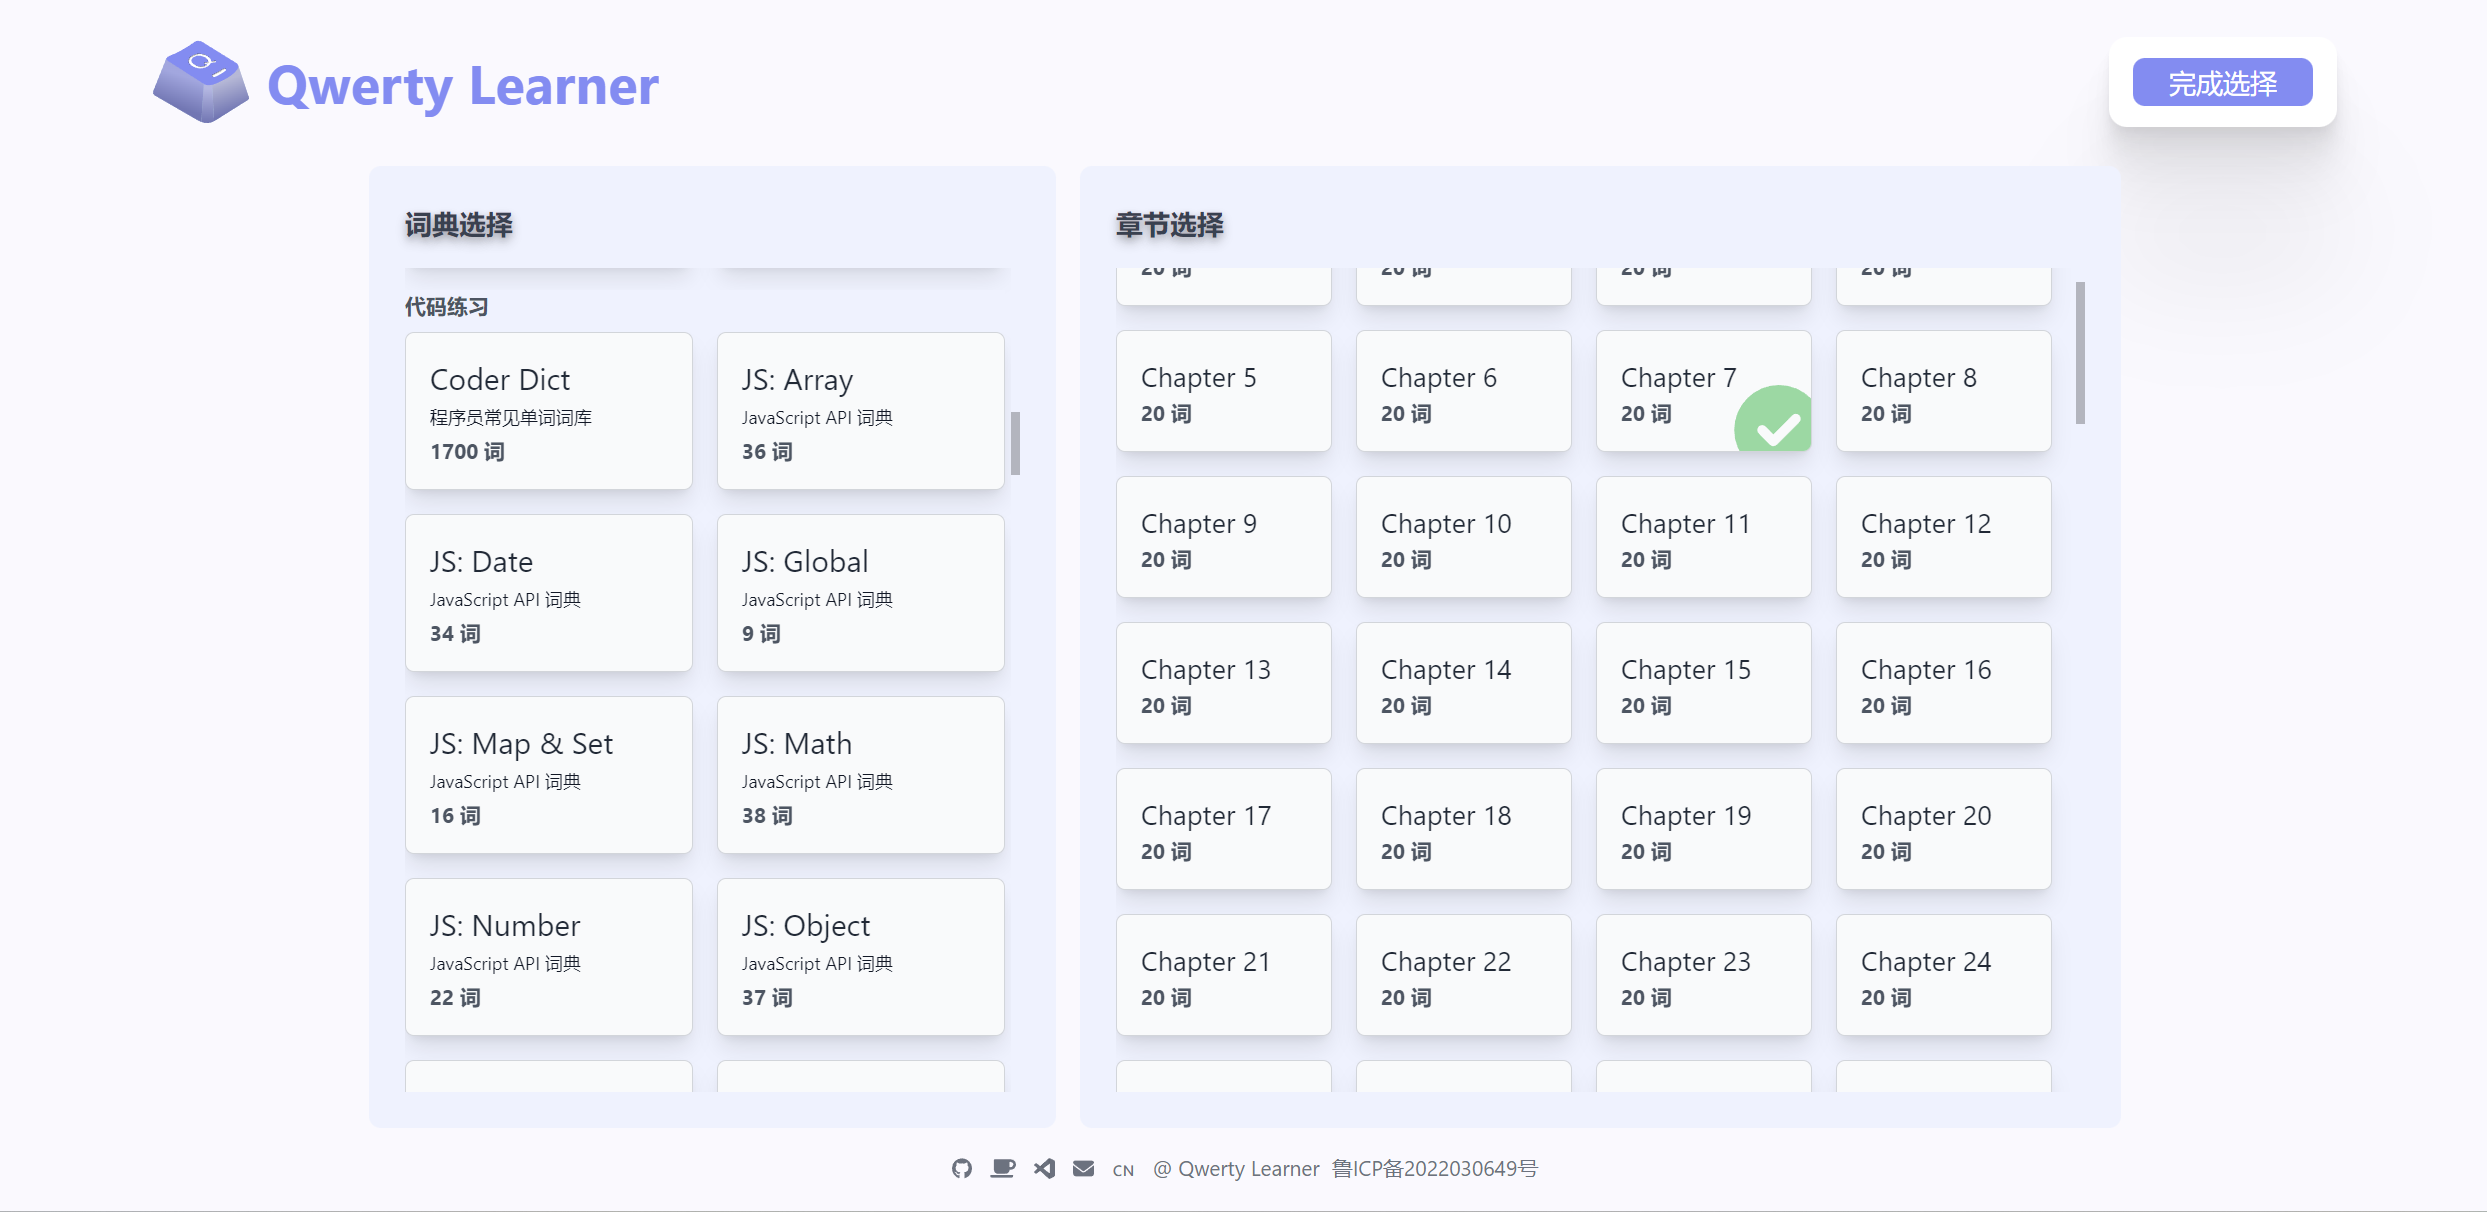 Qwerty Learner
完成选择
词典选择
代码练习
Coder Dict
程序员常见单词词库
1700 词
JS: Array
JavaScript API 词典
36 词
JS: Date
JavaScript API 词典
34 词
JS: Global
JavaScript API 词典
9 词
JS: Map & Set
JavaScript API 词典
16 词
JS: Math
JavaScript API 词典
38 词
JS: Number
JavaScript API 词典
22 词
JS: Object
JavaScript API 词典
37 词
章节选择
20 词
20 词
20 词
20 词
Chapter 5
20 词
Chapter 6
20 词
Chapter 7
20 词
Chapter 8
20 词
Chapter 9
20 词
Chapter 10
20 词
Chapter 11
20 词
Chapter 12
20 词
Chapter 13
20 词
Chapter 14
20 词
Chapter 15
20 词
Chapter 16
20 词
Chapter 17
20 词
Chapter 18
20 词
Chapter 19
20 词
Chapter 20
20 词
Chapter 21
20 词
Chapter 22
20 词
Chapter 23
20 词
Chapter 24
20 词
CN @ Qwerty Learner 鲁ICP备2022030649号